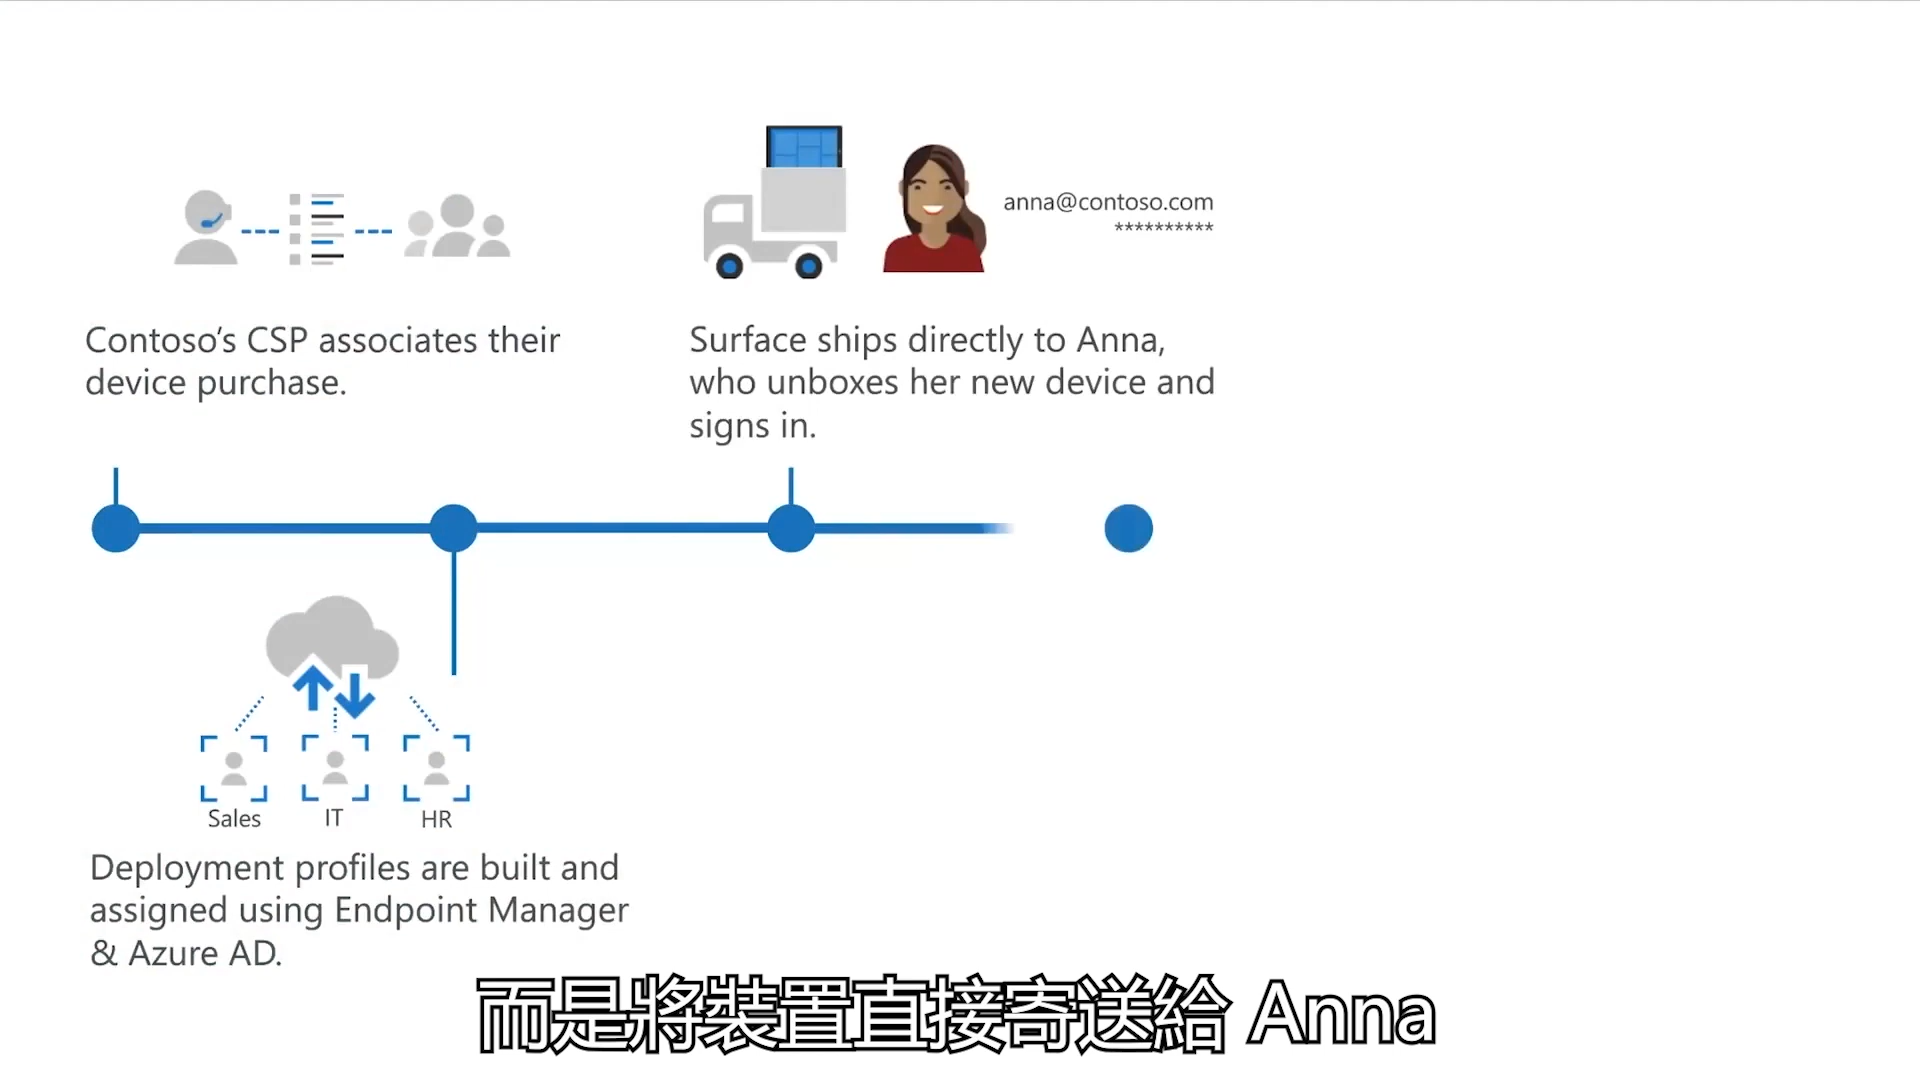 anna@contoso.com
**********
Contoso‘s CSP associates their
device purchase.
Surface ships directly to Anna,
who unboxes her new device and
signs in.
Sales
IT
HR
Deployment profiles are built and
assigned using Endpoint Manager
& Azure AD.
而是將裝置直接寄送給 Anna